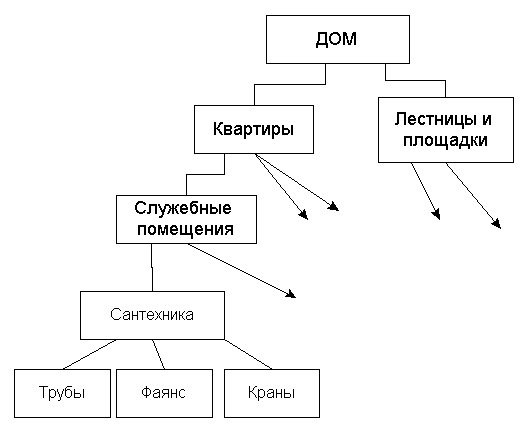 ДОМ
Квартиры
Лестницы и
площадки
Служебные
помещения
Сантехника
Трубы
Фаянс
Краны